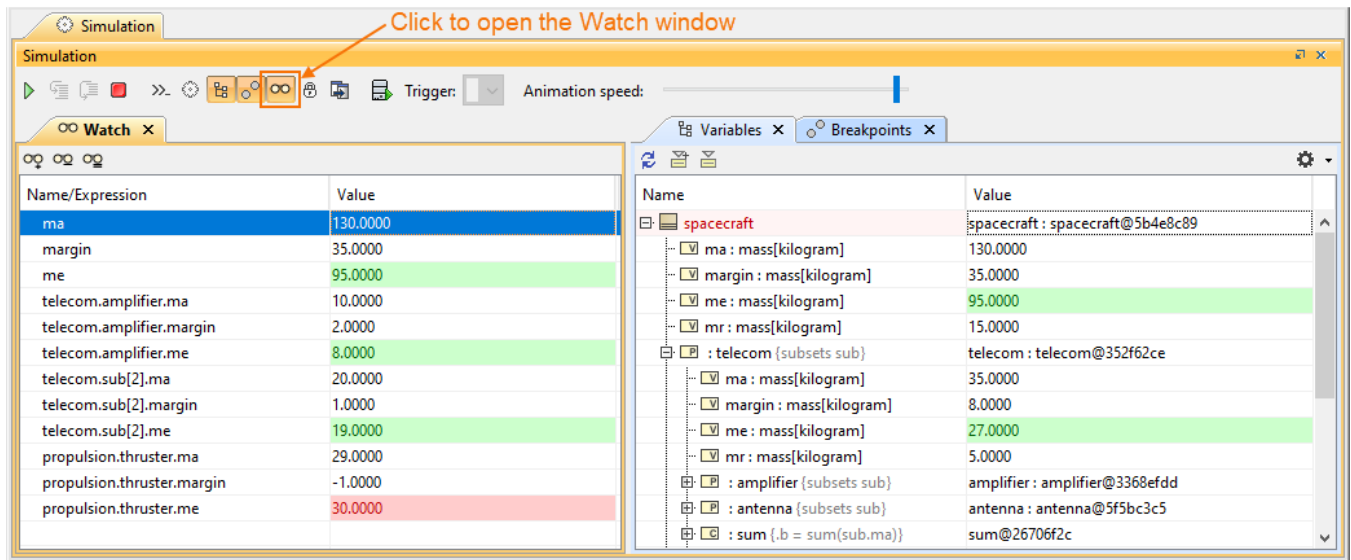 Simulation
Click to open the Watch window
Simulation
Trigger: Animation speed:
Watch
Variables Breakpoints
Name/Expression Value
Name Value
ma 130.0000
spacecraft spacecraft : spacecraft@5b4e8c89
margin 35.0000
ma : mass[kilogram] 130.0000
me 95.0000
margin : mass[kilogram] 35.0000
telecom.amplifier.ma 10.0000
me : mass[kilogram] 95.0000
telecom.amplifier.margin 2.0000
mr : mass[kilogram] 15.0000
telecom.amplifier.me 8.0000
: telecom {subsets sub} telecom : telecom@352f62ce
telecom.sub[2].ma 20.0000
ma : mass[kilogram] 35.0000
telecom.sub[2].margin 1.0000
margin : mass[kilogram] 8.0000
telecom.sub[2].me 19.0000
me : mass[kilogram] 27.0000
propulsion.thruster.ma 29.0000
mr : mass[kilogram] 5.0000
propulsion.thruster.margin -1.0000
: amplifier {subsets sub} amplifier : amplifier@3368efdd
propulsion.thruster.me 30.0000
: antenna {subsets sub} antenna : antenna@5f5bc3c5
: sum {.b = sum(sub.ma)} sum@26706f2c